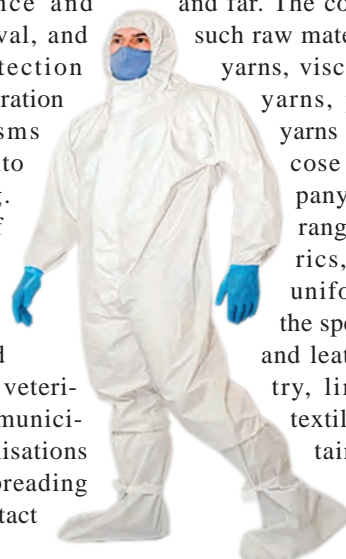 nce and
val, and
tection
ration
sms
to
g.
f
d
veteri-
munici-
isations
preading
tact
and far. The co
such raw mate
yarns, visc
yarns, 
yarns
cose
pany
rang
rics,
unifo
the spe
and leat
try, lin
textil
tain